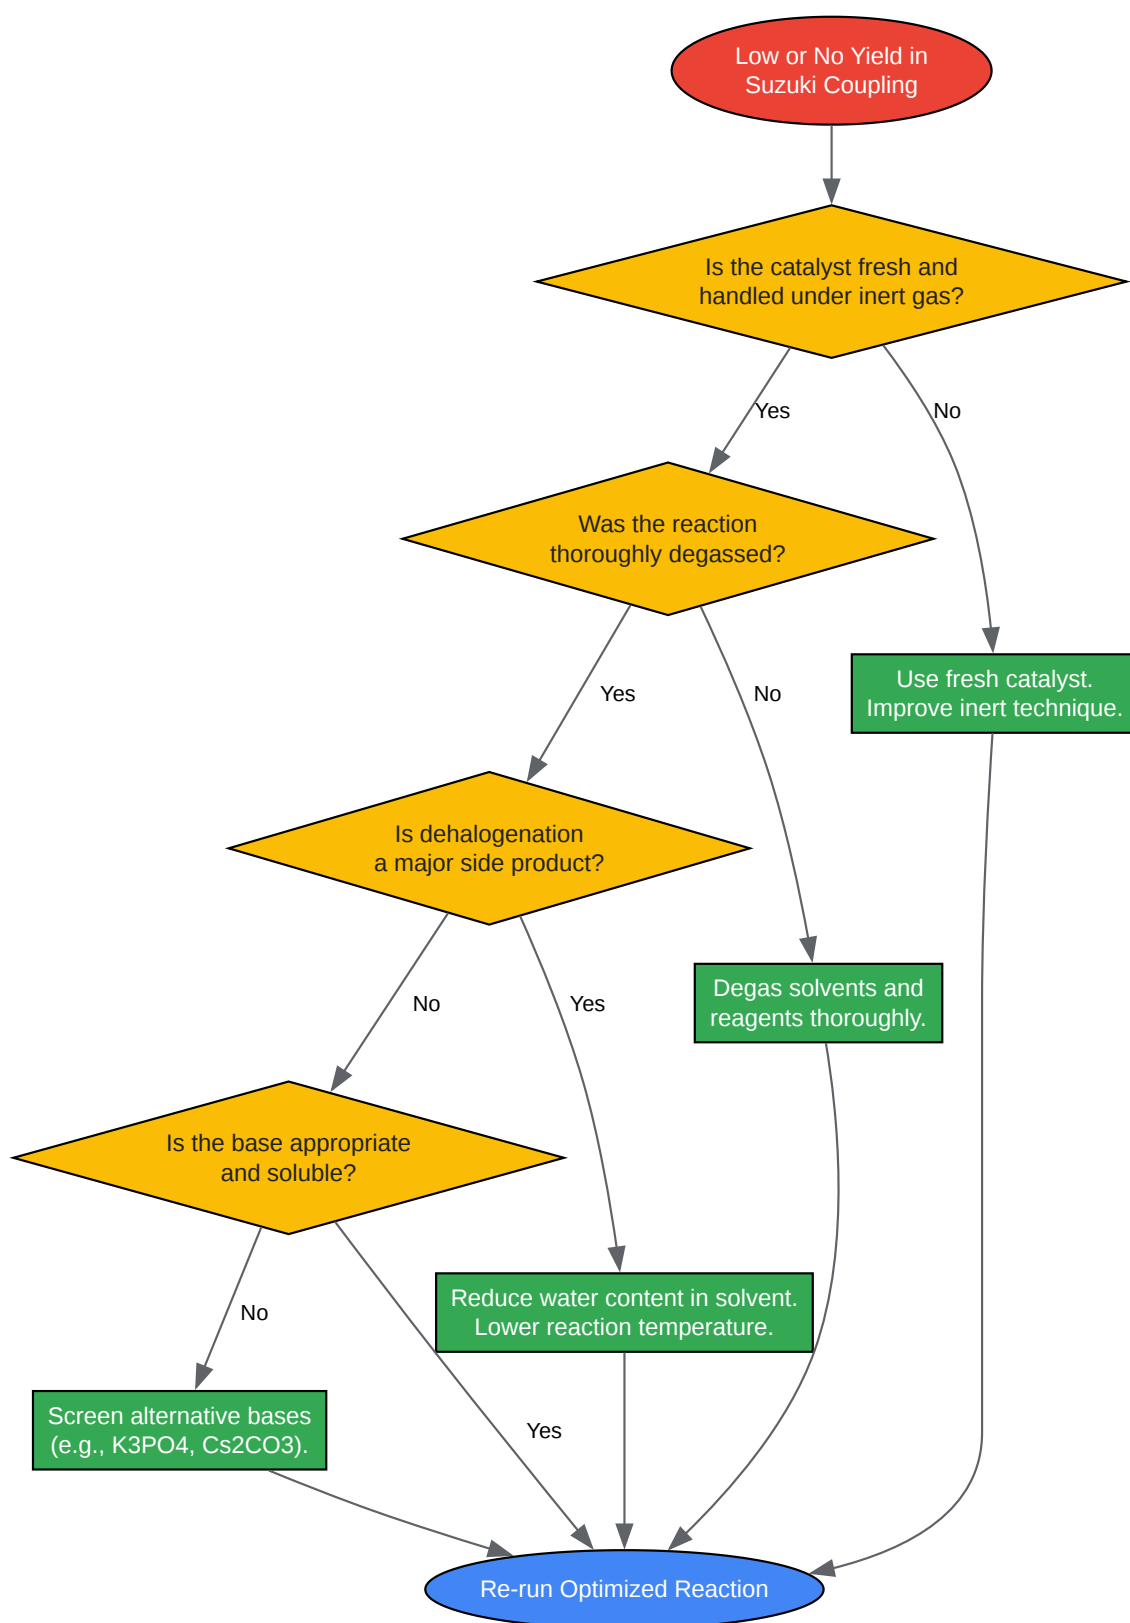 Low or No Yield in
Suzuki Coupling
Is the catalyst fresh and
handled under inert gas?
Yes
No
Was the reaction
thoroughly degassed?
Yes
No
Use fresh catalyst.
Improve inert technique.
Is dehalogenation
a major side product?
No
Yes
Degas solvents and
reagents thoroughly.
Is the base appropriate
and soluble?
No
Yes
Reduce water content in solvent.
Lower reaction temperature.
Screen alternative bases
(e.g., K3PO4, Cs2CO3).
Re-run Optimized Reaction